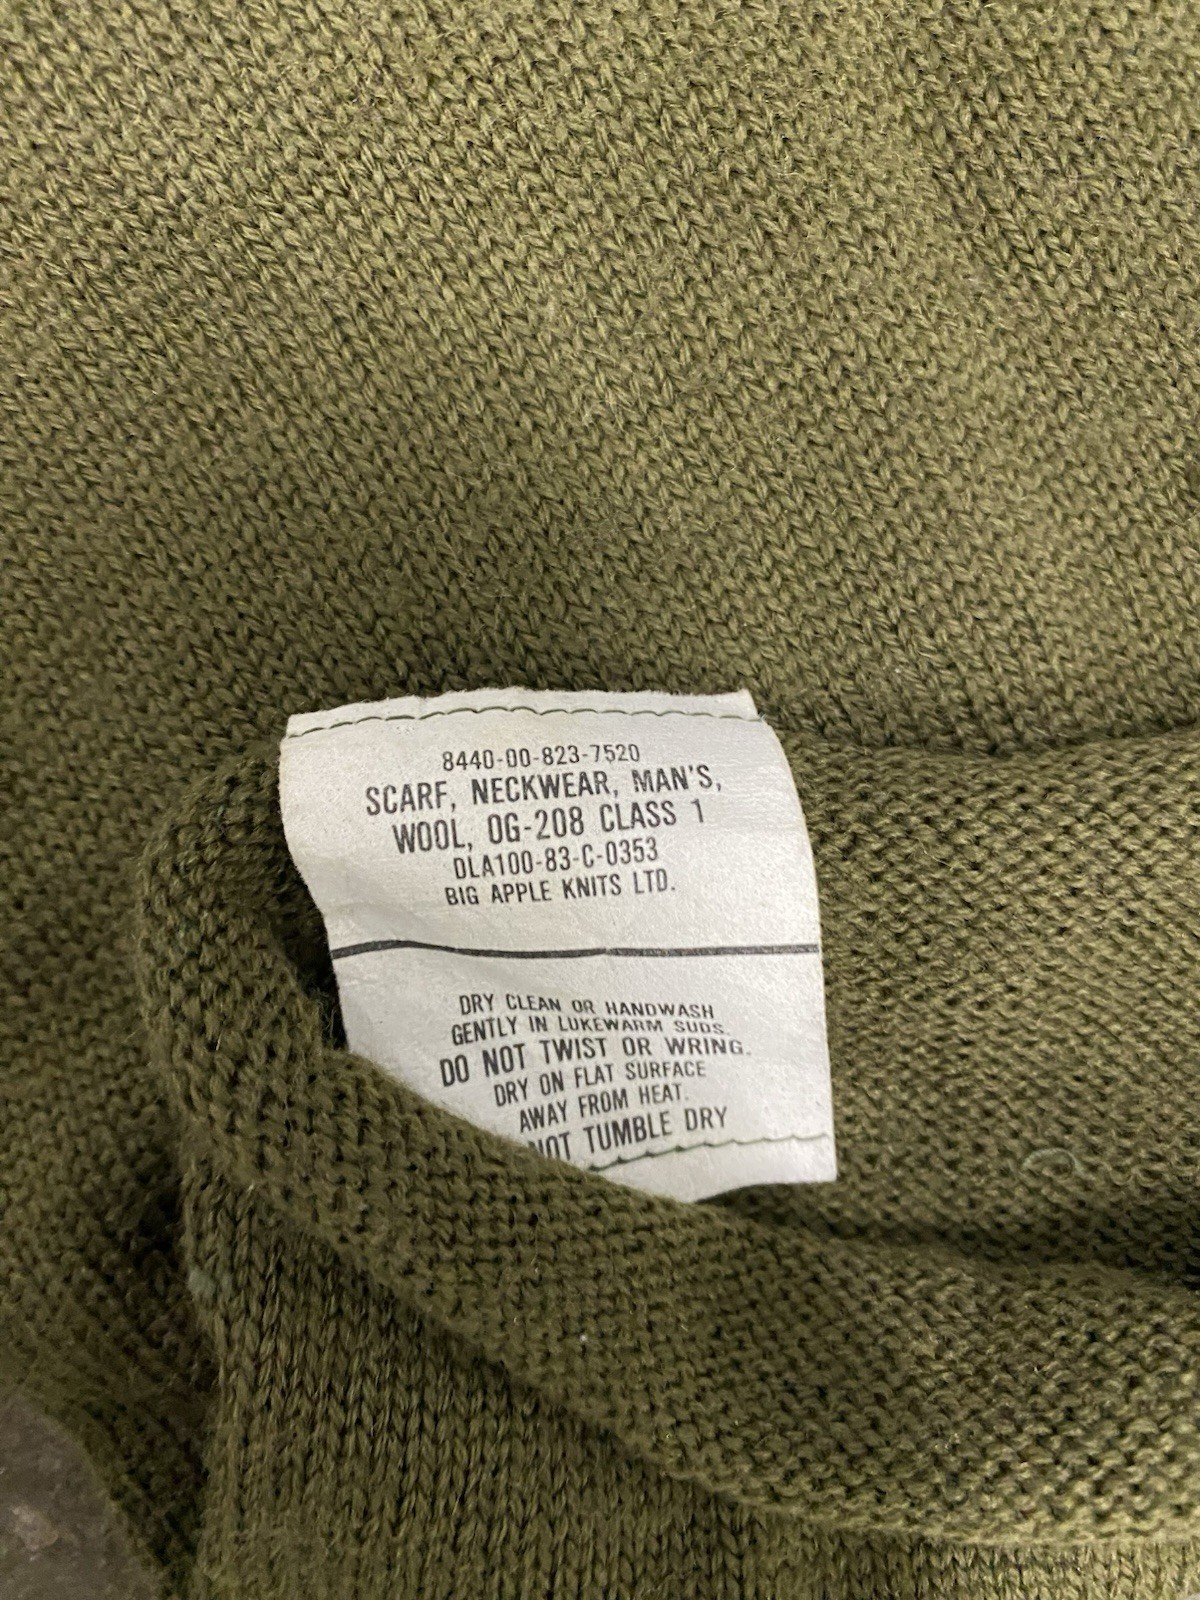 8440-00-823-7520
SCARF, NECKWEAR, MAN'S,
WOOL, OG-208 CLASS 1
DLA100-83-C-0353
BIG APPLE KNITS LTD.
DRY CLEAN OR HANDWASH
GENTLY IN LUKEWARM SUDS.
DO NOT TWIST OR WRING.
DRY ON FLAT SURFACE
AWAY FROM HEAT.
NOT TUMBLE DRY